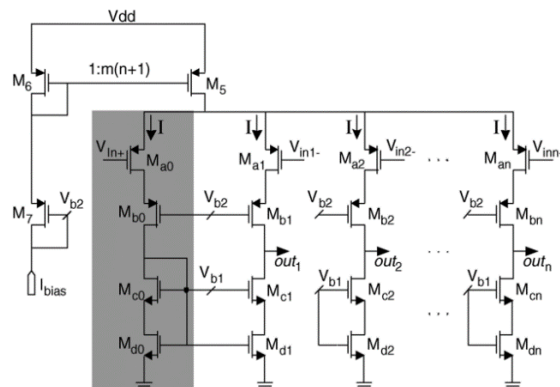 Vdd
M6 1:m(n+1) M5
I I I I
VIn+ Ma0 Ma1 Vin1- Ma2 Vin2- . . . Man Vinn-
M7 Vb2 Mb0 Vb2 Mb1 Vb2 Mb2 Vb2 Mbn
out1 out2 . . . outn
Ibias Vb1 Vb1 Vb1
Mc0 Mc1 Mc2 . . . Mcn
Md0 Md1 Md2 Mdn